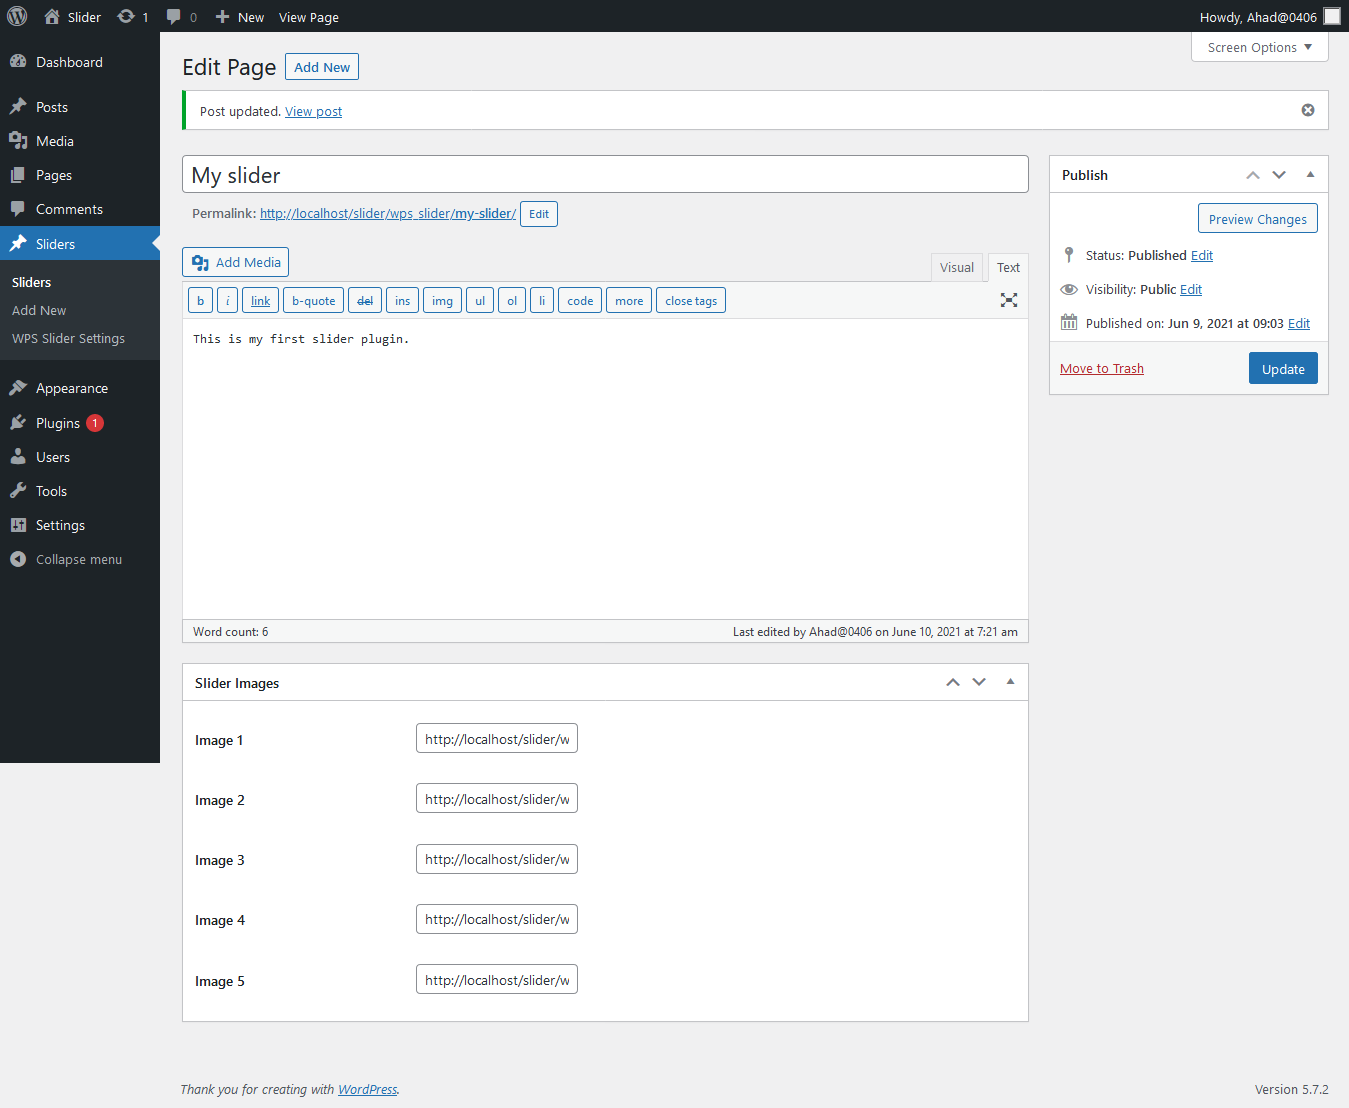 Slider 1 0 New View Page Howdy, Ahad@0406
Screen Options
Dashboard
Posts
Media
Pages
Comments
Sliders
Sliders
Add New
WPS Slider Settings
Appearance
Plugins 1
Users
Tools
Settings
Collapse menu
Edit Page Add New
Post updated. View post
My slider
Permalink: http://localhost/slider/wps_slider/my-slider/ Edit
Add Media Visual Text
b i link b-quote del ins img ul ol li code more close tags
This is my first slider plugin.
Word count: 6 Last edited by Ahad@0406 on June 10, 2021 at 7:21 am
Publish
Preview Changes
Status: Published Edit
Visibility: Public Edit
Published on: Jun 9, 2021 at 09:03 Edit
Move to Trash Update
Slider Images
Image 1 http://localhost/slider/w
Image 2 http://localhost/slider/w
Image 3 http://localhost/slider/w
Image 4 http://localhost/slider/w
Image 5 http://localhost/slider/w
Thank you for creating with WordPress. Version 5.7.2